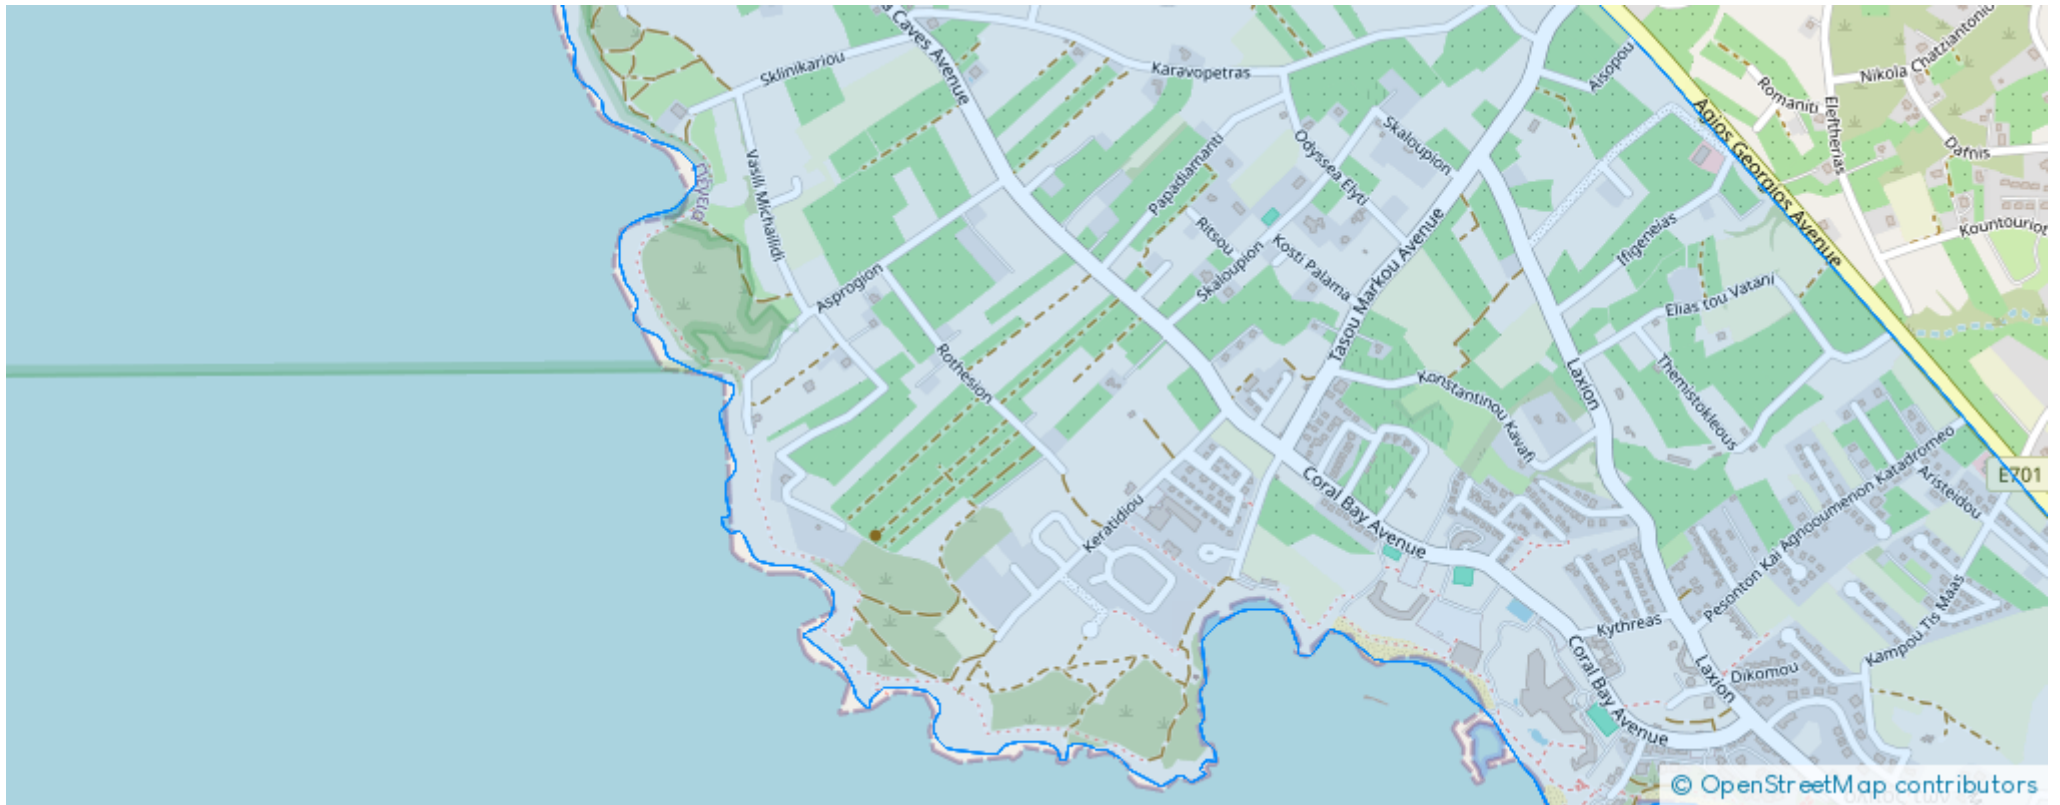 a Caves Avenue
Sklinikariou
Karavopetras
Aisopou
Nikola Chatziantoniou
Romaniti
Eleftherias
Agios Georgios Avenue
Dafnis
Skaloupion
Odyssea Elyti
Papadiamanti
Vasili Michailidi
Ritsou
Kosti Palama
Skaloupion
Asprogion
Tasou Markou Avenue
Ifigeneias
Kountouriot
Elias tou Vatani
Rothesion
Laxion
Konstantinou Kavafi
Themistokleous
E701
Coral Bay Avenue
Keratidiou
Pesonton Kai Agnooumenon Katadromeo
Aristeidou
Kythreas
Kampou Tis Maas
Coral Bay Avenue
Laxion
Dikomou
© OpenStreetMap contributors